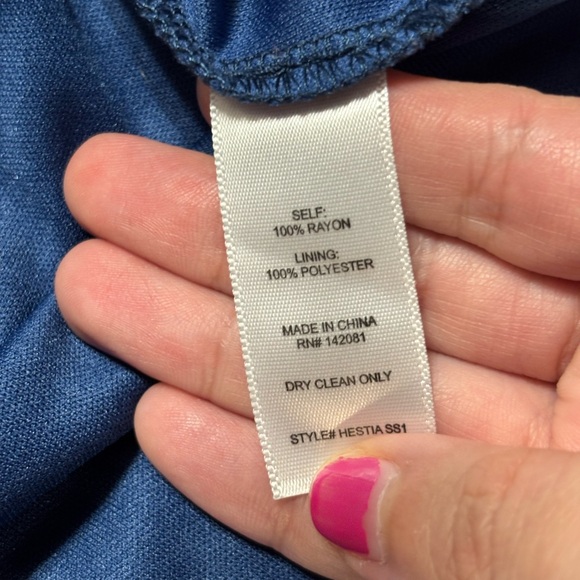 SELF:
100% RAYON
LINING:
100% POLYESTER
MADE IN CHINA
RN# 142081
DRY CLEAN ONLY
STYLE# HESTIA SS1